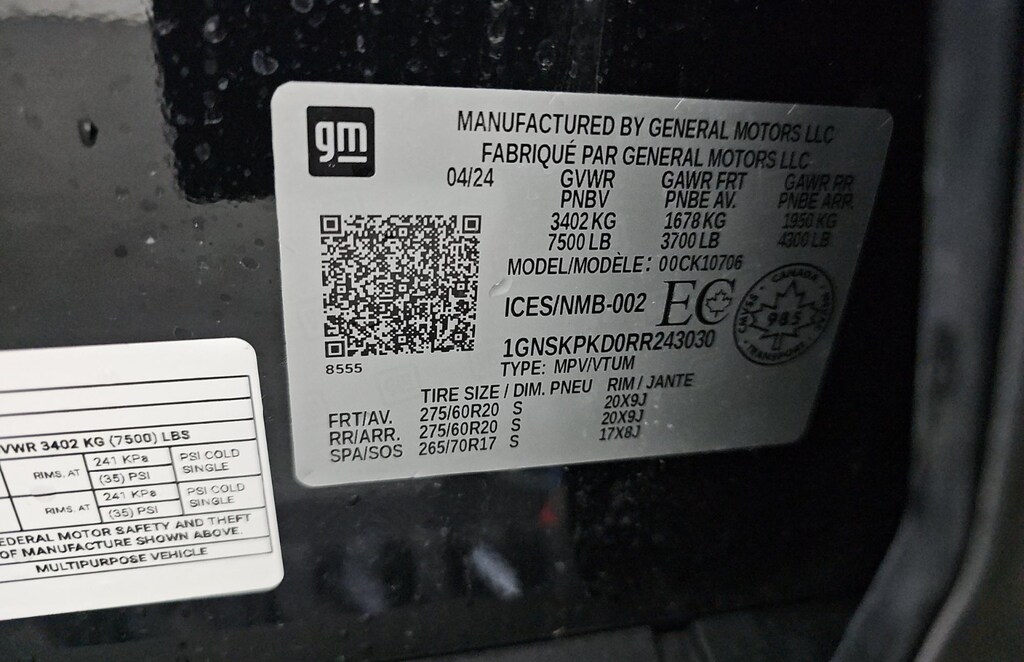 gm
MANUFACTURED BY GENERAL MOTORS LLC
FABRIQUÉ PAR GENERAL MOTORS LLC
04/24 GVWR GAWR FRT GAWR RR
PNBV PNBE AV. PNBE ARR.
3402 KG 1678 KG 1950 KG
7500 LB 3700 LB 4300 LB
MODEL/MODÈLE: 00CK10706
ICES/NMB-002 EC
CANADA
985
TRANSPORT
1GNSKPKD0RR243030
TYPE: MPV/VTUM
8555
TIRE SIZE / DIM. PNEU RIM / JANTE
FRT/AV. 275/60R20 S 20X9J
RR/ARR. 275/60R20 S 20X9J
SPA/SOS 265/70R17 S 17X8J
VWR 3402 KG (7500) LBS
RIMS. AT 241 KPa PSI COLD
(35) PSI SINGLE
RIMS. AT 241 KPa PSI COLD
(35) PSI SINGLE
EDERAL MOTOR SAFETY AND THEFT
OF MANUFACTURE SHOWN ABOVE.
MULTIPURPOSE VEHICLE